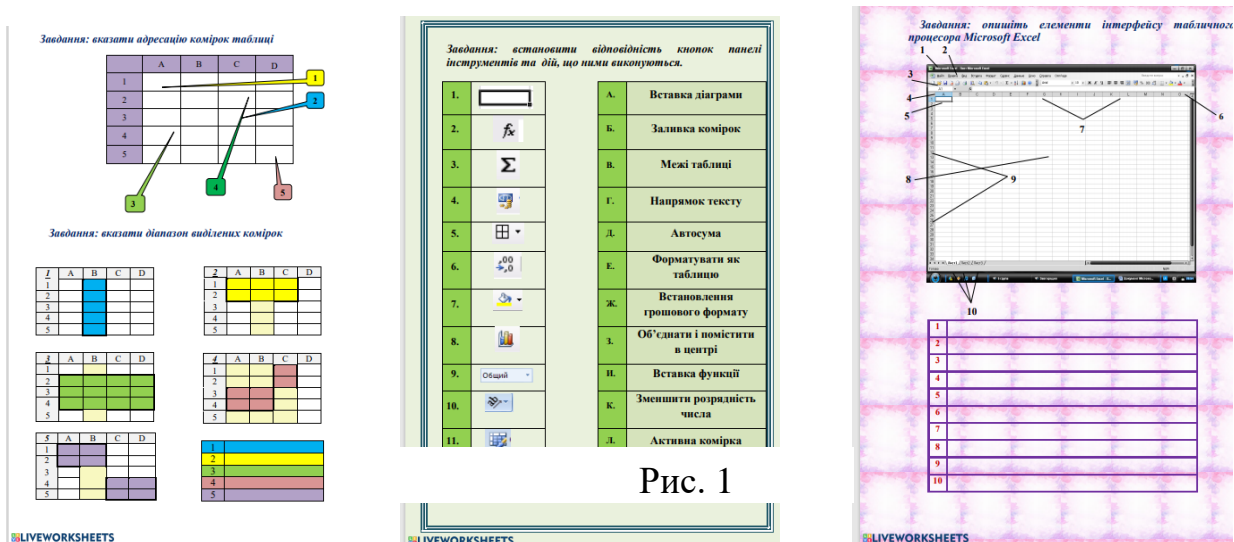 Завдання: вказати адресацію комірок таблиці
A B C D
1
2
3
4
5
1
2
3
4
5
Завдання: вказати діапазон виділених комірок
1 A B C D
1
2
3
4
5
2 A B C D
1
2
3
4
5
3 A B C D
1
2
3
4
5
4 A B C D
1
2
3
4
5
5 A B C D
1
2
3
4
5
1
2
3
4
5
LIVEWORKSHEETS
Завдання: встановити відповідність кнопок панелі
інструментів та дій, що ними виконуються.
1. А. Вставка діаграми
2. fx Б. Заливка комірок
3. Σ В. Межі таблиці
4. Г. Напрямок тексту
5. Д. Автосума
6. ,00 ,0 Е. Форматувати як
таблицю
7. Ж. Встановлення
грошового формату
8. З. Об’єднати і помістити
в центрі
9. Общий И. Вставка функції
10. К. Зменшити розрядність
числа
11. Л. Активна комірка
Рис. 1
LIVEWORKSHEETS
Завдання: опишіть елементи інтерфейсу табличного
процесора Microsoft Excel
1 2
3
4
5
6
7
8
9
10
1
2
3
4
5
6
7
8
9
10
LIVEWORKSHEETS